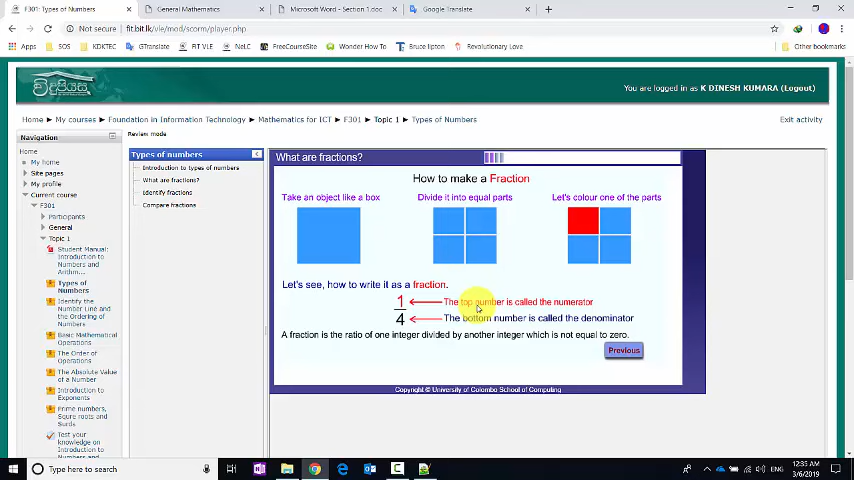 F301: Types of Numbers
General Mathematics
Microsoft Word - Section 1.doc
Google Translate
Not secure | fit.bit.lk/vle/mod/scorm/player.php
Apps SOS KDKTEC GTranslate FIT VLE NeLC FreeCourseSite Wonder How To Bruce lipton Revolutionary Love Other bookmarks
විද්‍යාපීස
You are logged in as K DINESH KUMARA (Logout)
Home ► My courses ► Foundation in Information Technology ► Mathematics for ICT ► F301 ► Topic 1 ► Types of Numbers
Exit activity
Navigation
Home
My home
Site pages
My profile
Current course
F301
Participants
General
Topic 1
Student Manual:
Introduction to
Numbers and
Arithm...
Types of
Numbers
Identify the
Number Line and
the Ordering of
Numbers
Basic Mathematical
Operations
The Order of
Operations
The Absolute Value
of a Number
Introduction to
Exponents
Prime numbers,
Squre roots and
Surds
Test your
knowledge on
Introduction to
Review mode
Types of numbers
Introduction to types of numbers
What are fractions?
Identify fractions
Compare fractions
What are fractions?
How to make a Fraction
Take an object like a box
Divide it into equal parts
Let's colour one of the parts
Let's see, how to write it as a fraction.
1 The top number is called the numerator
4 The bottom number is called the denominator
A fraction is the ratio of one integer divided by another integer which is not equal to zero.
Previous
Copyright © University of Colombo School of Computing
Type here to search
ENG
12:35 AM
3/6/2019